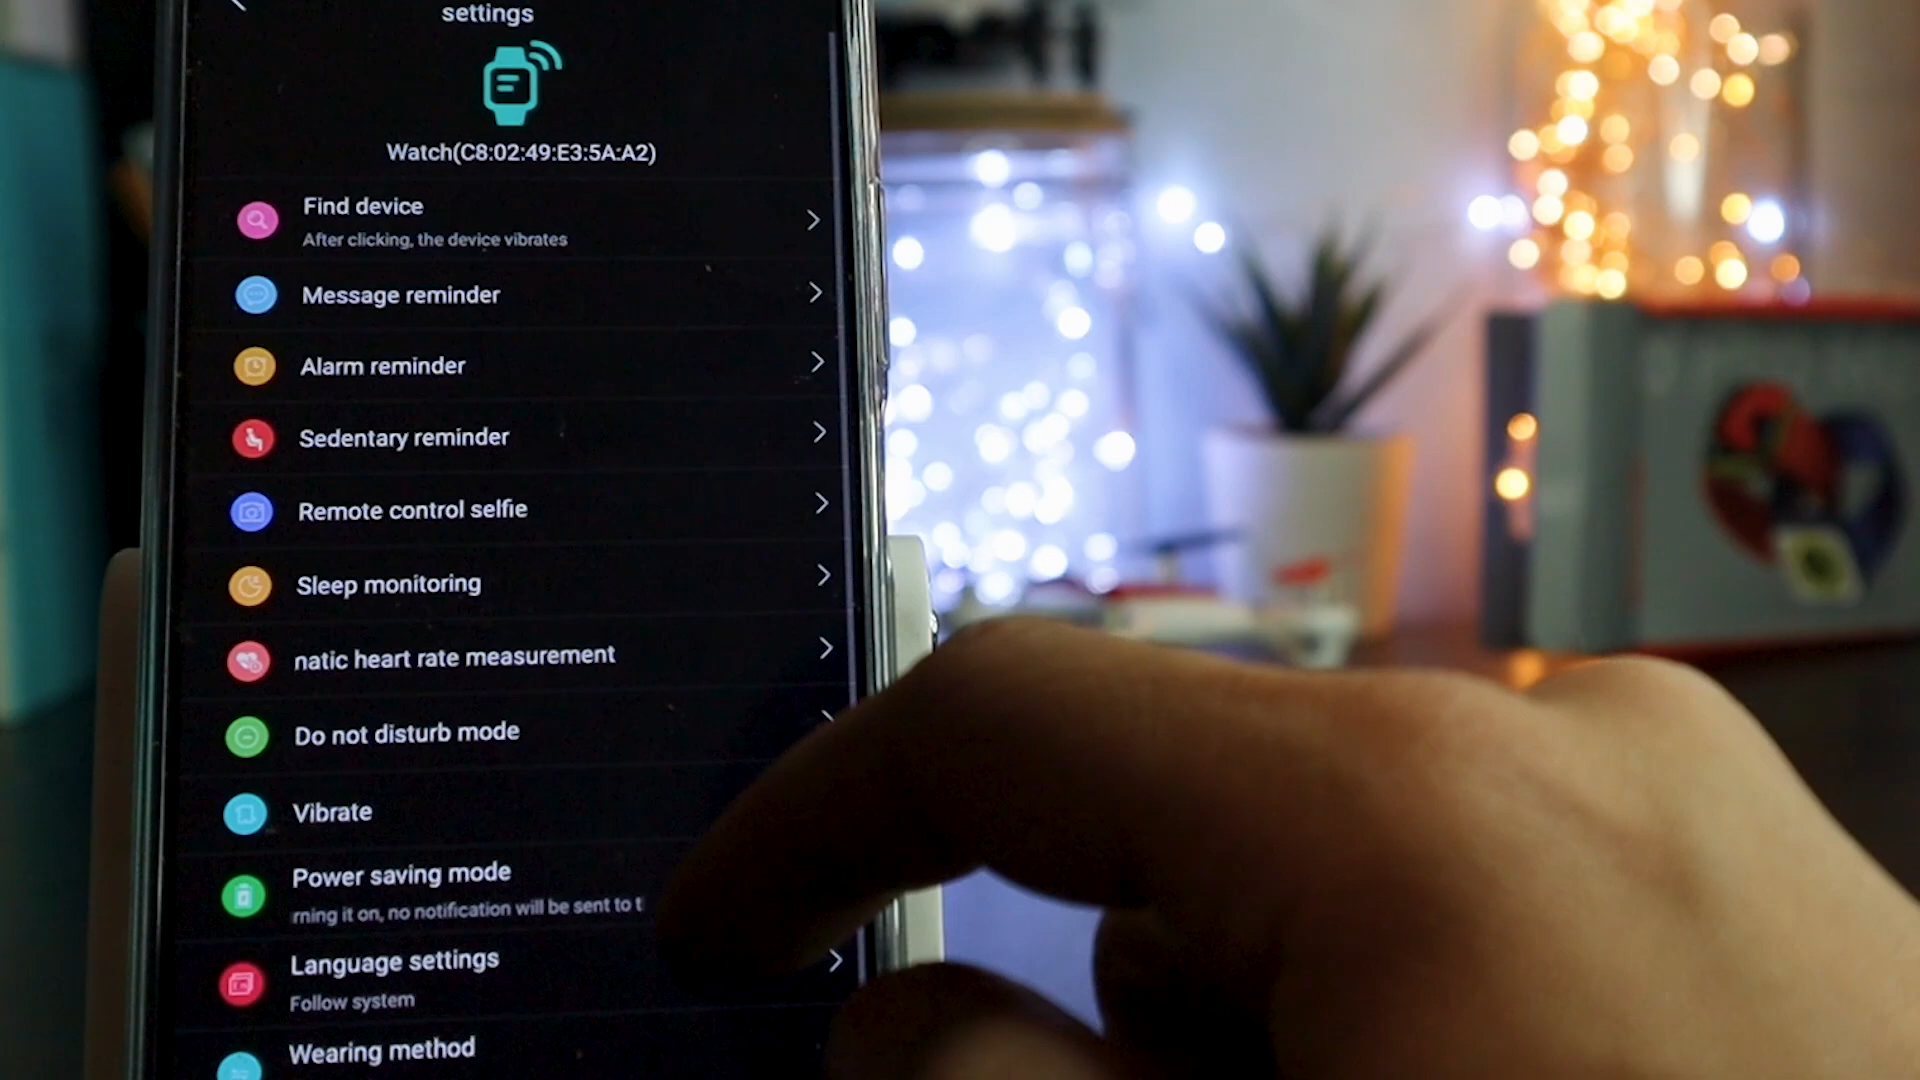 settings
Watch(C8:02:49:E3:5A:A2)
Find device
After clicking, the device vibrates
Message reminder
Alarm reminder
Sedentary reminder
Remote control selfie
Sleep monitoring
natic heart rate measurement
Do not disturb mode
Vibrate
Power saving mode
rning it on, no notification will be sent to t
Language settings
Follow system
Wearing method